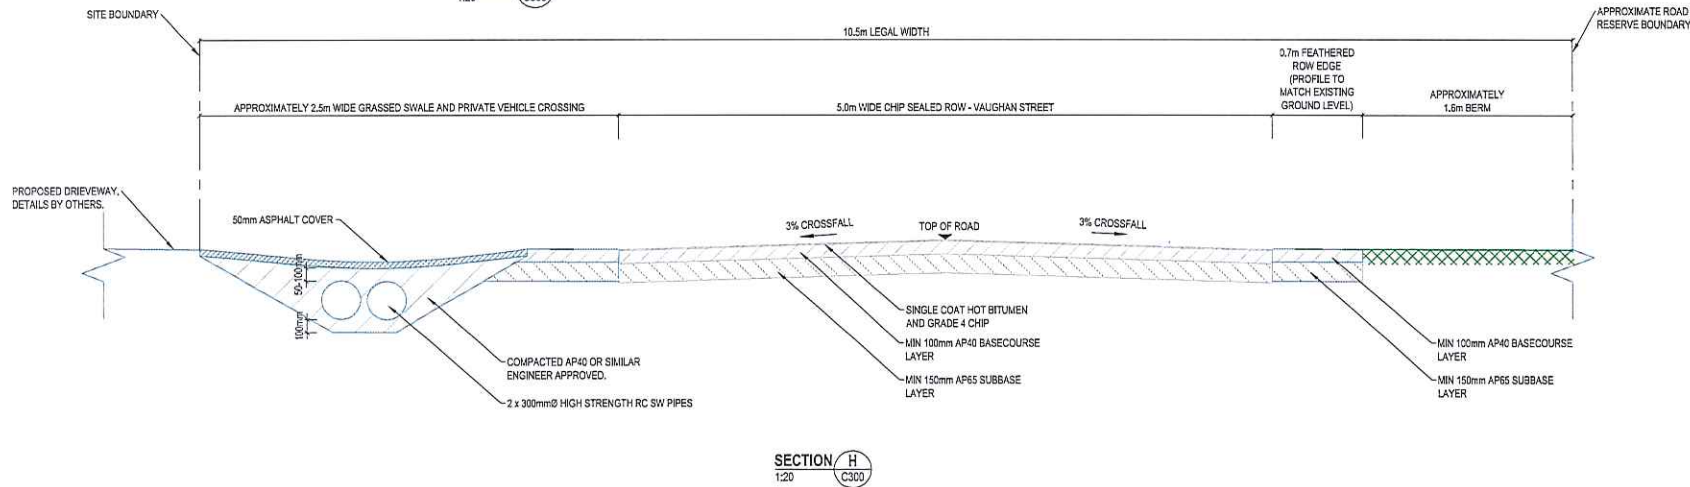 1:20
C300
SITE BOUNDARY
APPROXIMATE ROAD
RESERVE BOUNDARY
10.5m LEGAL WIDTH
0.7m FEATHERED
ROW EDGE
(PROFILE TO
MATCH EXISTING
GROUND LEVEL)
APPROXIMATELY 2.5m WIDE GRASSED SWALE AND PRIVATE VEHICLE CROSSING
5.0m WIDE CHIP SEALED ROW - VAUGHAN STREET
APPROXIMATELY
1.6m BERM
PROPOSED DRIEVEWAY,
DETAILS BY OTHERS.
50mm ASPHALT COVER
3% CROSSFALL
TOP OF ROAD
3% CROSSFALL
50-100mm
100mm
SINGLE COAT HOT BITUMEN
AND GRADE 4 CHIP
MIN 100mm AP40 BASECOURSE
LAYER
MIN 150mm AP65 SUBBASE
LAYER
MIN 100mm AP40 BASECOURSE
LAYER
MIN 150mm AP65 SUBBASE
LAYER
COMPACTED AP40 OR SIMILAR
ENGINEER APPROVED.
2 x 300mmØ HIGH STRENGTH RC SW PIPES
SECTION H
1:20 C300